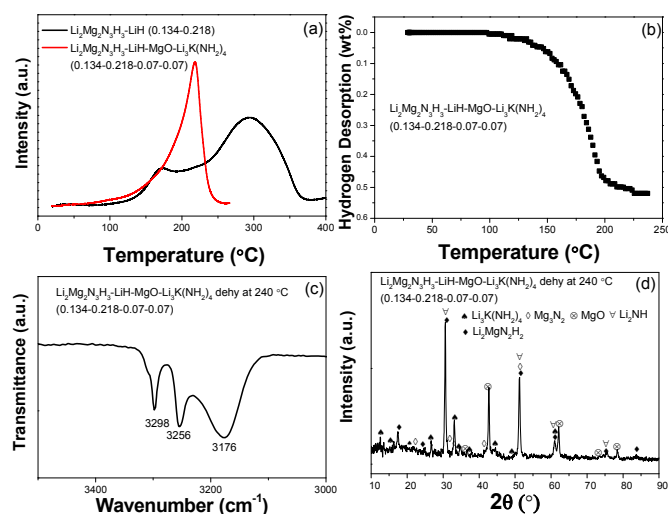 (a)
Li₂Mg₂N₃H₃-LiH (0.134-0.218)
Li₂Mg₂N₃H₃-LiH-MgO-Li₃K(NH₂)₄
(0.134-0.218-0.07-0.07)
Intensity (a.u.)
0 100 200 300 400
Temperature (°C)
(b)
Hydrogen Desorption (wt%)
0.0
0.1
0.2
0.3
0.4
0.5
0.6
Li₂Mg₂N₃H₃-LiH-MgO-Li₃K(NH₂)₄
(0.134-0.218-0.07-0.07)
0 50 100 150 200 250
Temperature (°C)
(c)
Li₂Mg₂N₃H₃-LiH-MgO-Li₃K(NH₂)₄ dehy at 240 °C
(0.134-0.218-0.07-0.07)
Transmittance (a.u.)
3298
3256
3176
3400 3200 3000
Wavenumber (cm⁻¹)
Li₂Mg₂N₃H₃-LiH-MgO-Li₃K(NH₂)₄ dehy at 240 °C
(0.134-0.218-0.07-0.07)
(d)
♠ Li₃K(NH₂)₄ ◊ Mg₃N₂ ⊗ MgO ∀ Li₂NH
♦ Li₂MgN₂H₂
Intensity (a.u.)
10 20 30 40 50 60 70 80 90
2θ (°)